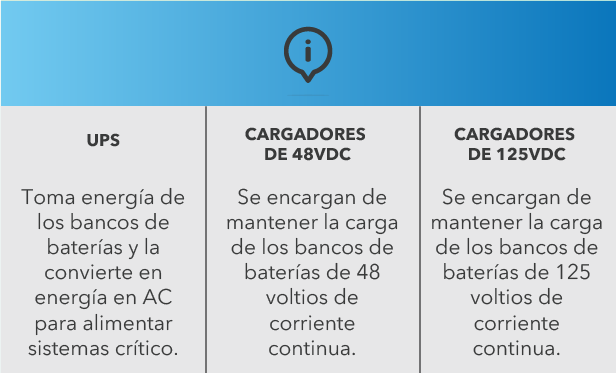 UPS
Toma energía de
los bancos de
baterías y la
convierte en
energía en AC
para alimentar
sistemas crítico.
CARGADORES
DE 48VDC
Se encargan de
mantener la carga
de los bancos de
baterías de 48
voltios de
corriente
continua.
CARGADORES
DE 125VDC
Se encargan de
mantener la carga
de los bancos de
baterías de 125
voltios de
corriente
continua.